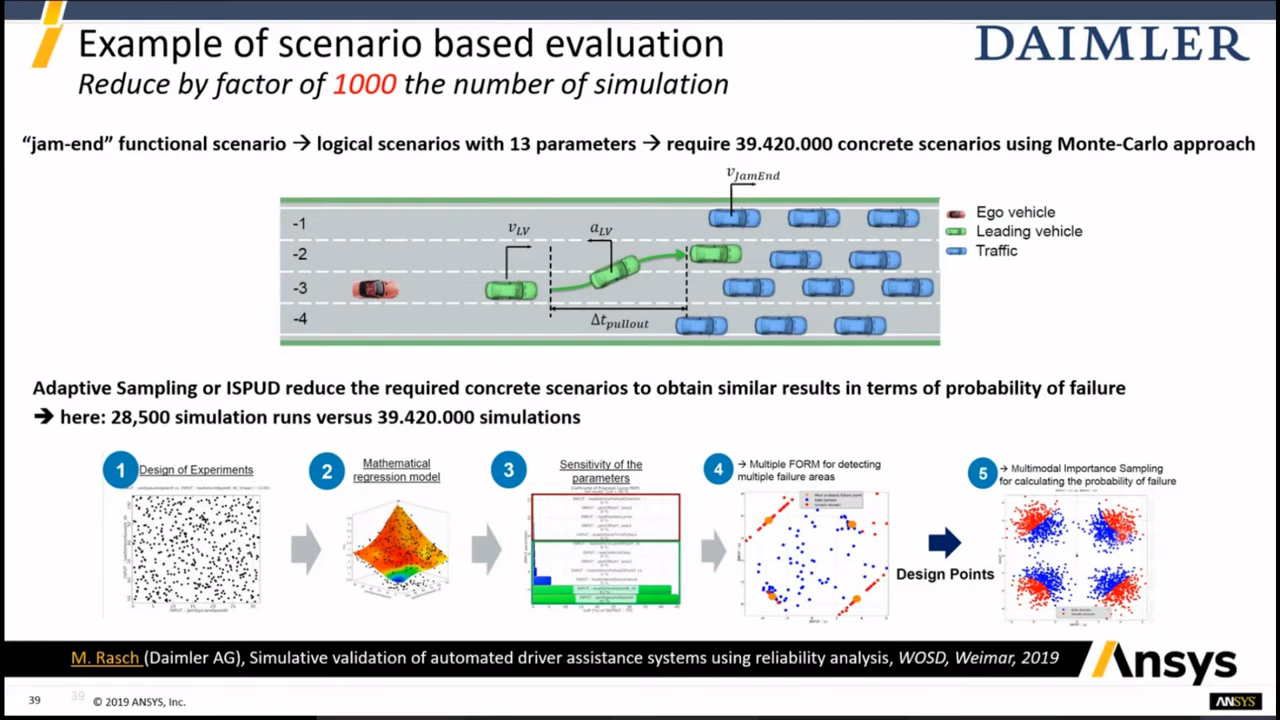 Example of scenario based evaluation
DAIMLER
Reduce by factor of 1000 the number of simulation
“jam-end” functional scenario → logical scenarios with 13 parameters → require 39.420.000 concrete scenarios using Monte-Carlo approach
v_JamEnd
-1
-2
-3
-4
v_LV
a_LV
Δt_pullout
Ego vehicle
Leading vehicle
Traffic
Adaptive Sampling or ISPUD reduce the required concrete scenarios to obtain similar results in terms of probability of failure
→ here: 28,500 simulation runs versus 39.420.000 simulations
1
Design of Experiments
2
Mathematical
regression model
3
Sensitivity of the
parameters
4
→ Multiple FORM for detecting
multiple failure areas
Design Points
5
→ Multimodal Importance Sampling
for calculating the probability of failure
M. Rasch (Daimler AG), Simulative validation of automated driver assistance systems using reliability analysis, WOSD, Weimar, 2019
Ansys
39
39
© 2019 ANSYS, Inc.
ANSYS